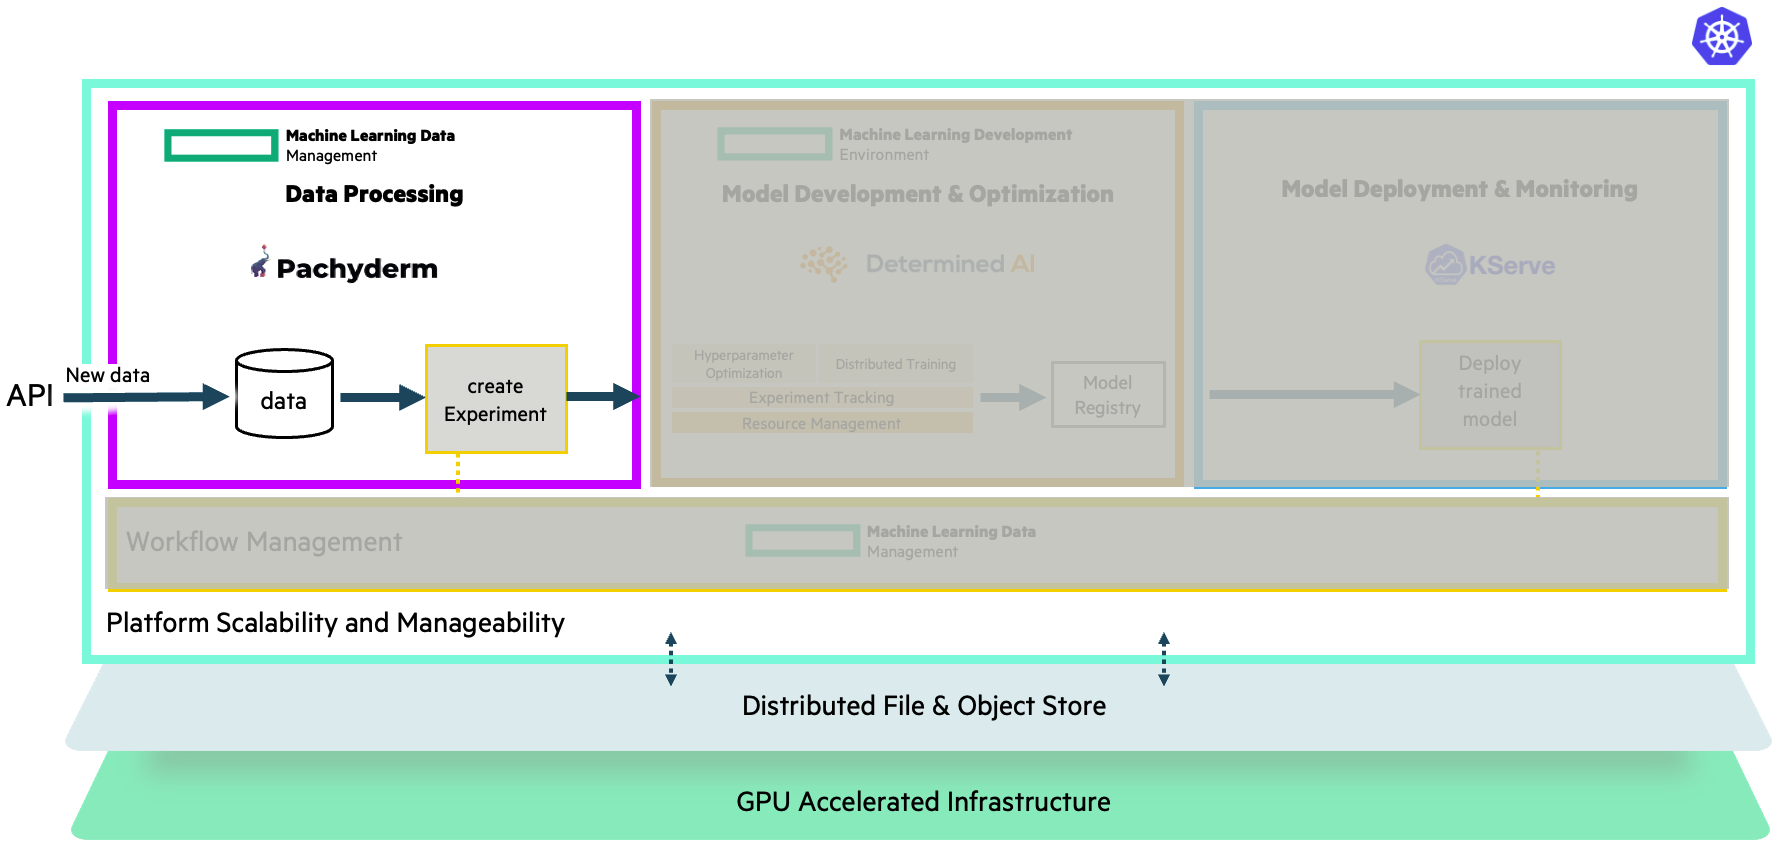 Machine Learning Data
Management
Data Processing
Pachyderm
API
New data
data
create
Experiment
Machine Learning Development
Environment
Model Development & Optimization
Determined AI
Hyperparameter
Optimization
Distributed Training
Experiment Tracking
Resource Management
Model
Registry
Model Deployment & Monitoring
KServe
Deploy
trained
model
Workflow Management
Machine Learning Data
Management
Platform Scalability and Manageability
Distributed File & Object Store
GPU Accelerated Infrastructure